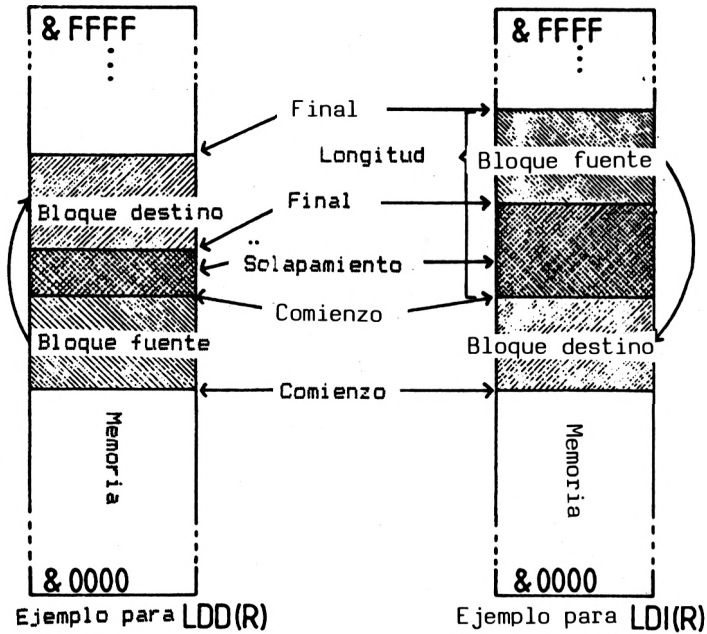 & FFFF
& FFFF
Final
Longitud
Bloque fuente
Bloque destino
Final
Sölapamiento
Comienzo
Bloque fuente
Bloque destino
Comienzo
Memoria
Memoria
& 0000
& 0000
Ejemplo para LDD(R)
Ejemplo para LDI(R)